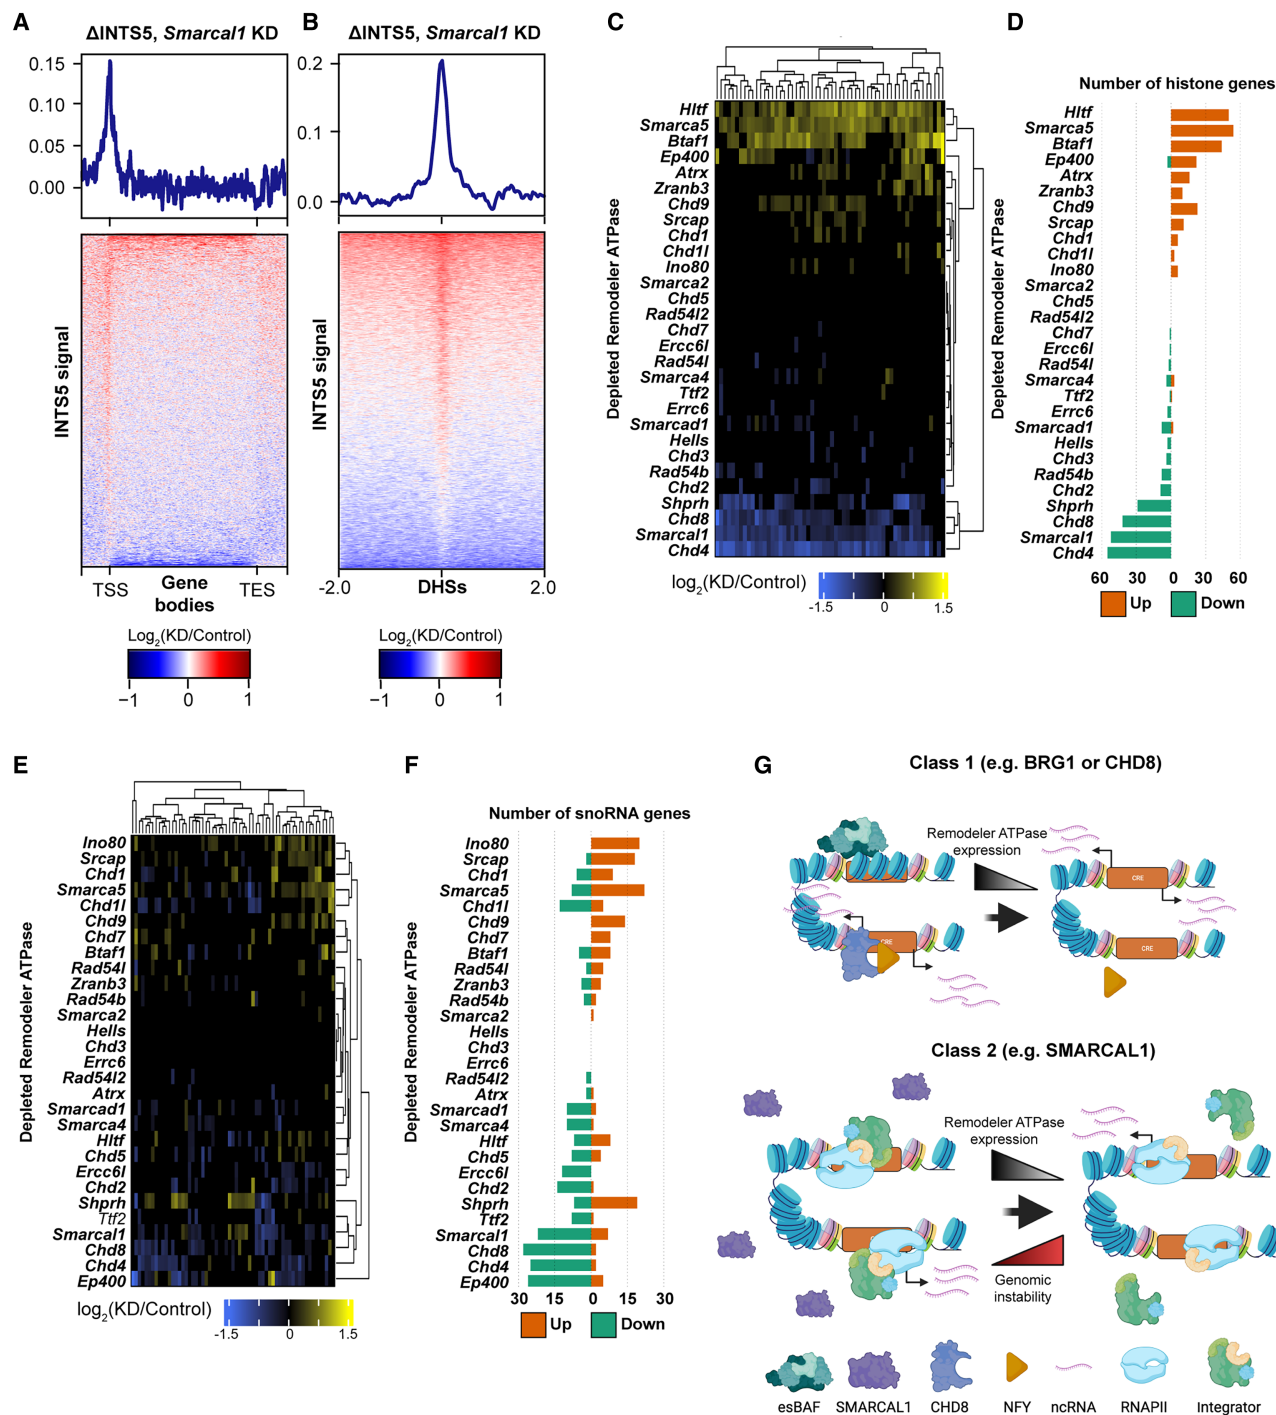 A
ΔINTS5, Smarcal1 KD
0.15
0.10
0.05
0.00
INTS5 signal
TSS
Gene
bodies
TES
Log2(KD/Control)
−1
0
1
B
ΔINTS5, Smarcal1 KD
0.2
0.1
0.0
INTS5 signal
-2.0
DHSs
2.0
Log2(KD/Control)
−1
0
1
C
Depleted Remodeler ATPase
Hltf
Smarca5
Btaf1
Ep400
Atrx
Zranb3
Chd9
Srcap
Chd1
Chd1l
Ino80
Smarca2
Chd5
Rad54l2
Chd7
Ercc6l
Rad54l
Smarca4
Ttf2
Errc6
Smarcad1
Hells
Chd3
Rad54b
Chd2
Shprh
Chd8
Smarcal1
Chd4
log2(KD/Control)
-1.5
0
1.5
D
Number of histone genes
Depleted Remodeler ATPase
Hltf
Smarca5
Btaf1
Ep400
Atrx
Zranb3
Chd9
Srcap
Chd1
Chd1l
Ino80
Smarca2
Chd5
Rad54l2
Chd7
Ercc6l
Rad54l
Smarca4
Ttf2
Errc6
Smarcad1
Hells
Chd3
Rad54b
Chd2
Shprh
Chd8
Smarcal1
Chd4
60 30 0 30 60
Up
Down
E
Depleted Remodeler ATPase
Ino80
Srcap
Chd1
Smarca5
Chd1l
Chd9
Chd7
Btaf1
Rad54l
Zranb3
Rad54b
Smarca2
Hells
Chd3
Errc6
Rad54l2
Atrx
Smarcad1
Smarca4
Hltf
Chd5
Ercc6l
Chd2
Shprh
Ttf2
Smarcal1
Chd8
Chd4
Ep400
log2(KD/Control)
-1.5
0
1.5
F
Number of snoRNA genes
Depleted Remodeler ATPase
Ino80
Srcap
Chd1
Smarca5
Chd1l
Chd9
Chd7
Btaf1
Rad54l
Zranb3
Rad54b
Smarca2
Hells
Chd3
Errc6
Rad54l2
Atrx
Smarcad1
Smarca4
Hltf
Chd5
Ercc6l
Chd2
Shprh
Ttf2
Smarcal1
Chd8
Chd4
Ep400
30 15 0 15 30
Up
Down
G
Class 1 (e.g. BRG1 or CHD8)
Remodeler ATPase
expression
CRE
CRE
CRE
Class 2 (e.g. SMARCAL1)
Remodeler ATPase
expression
Genomic
instability
esBAF
SMARCAL1
CHD8
NFY
ncRNA
RNAPII
Integrator